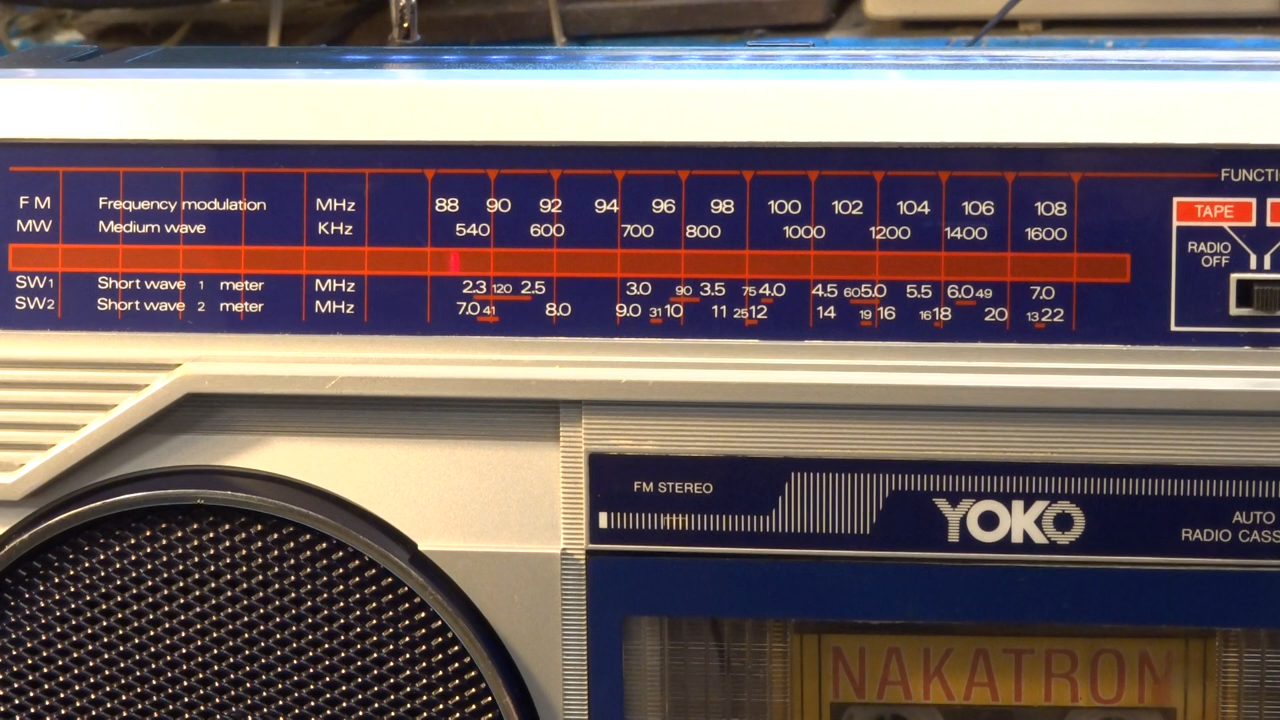 FM Frequency modulation MHz 88 90 92 94 96 98 100 102 104 106 108
MW Medium wave KHz 540 600 700 800 1000 1200 1400 1600
SW1 Short wave 1 meter MHz 2.3 120 2.5 3.0 90 3.5 75 4.0 4.5 60 5.0 5.5 6.0 49 7.0
SW2 Short wave 2 meter MHz 7.0 41 8.0 9.0 31 10 11 25 12 14 19 16 16 18 20 13 22
FUNCTI
TAPE
RADIO
OFF
FM STEREO
YOKO
AUTO
RADIO CASS
NAKATRON